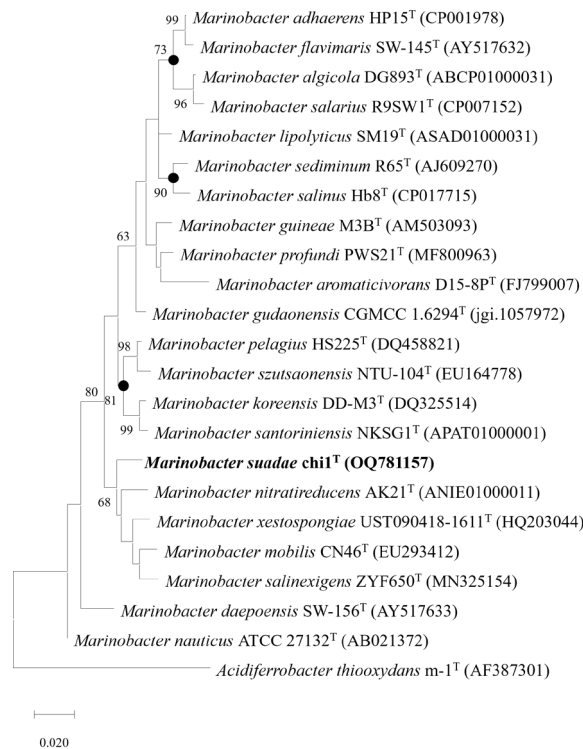 99
Marinobacter adhaerens HP15ᵀ (CP001978)
73
Marinobacter flavimaris SW-145ᵀ (AY517632)
Marinobacter algicola DG893ᵀ (ABCP01000031)
96
Marinobacter salarius R9SW1ᵀ (CP007152)
Marinobacter lipolyticus SM19ᵀ (ASAD01000031)
Marinobacter sediminum R65ᵀ (AJ609270)
90
Marinobacter salinus Hb8ᵀ (CP017715)
Marinobacter guineae M3Bᵀ (AM503093)
63
Marinobacter profundi PWS21ᵀ (MF800963)
Marinobacter aromaticivorans D15-8Pᵀ (FJ799007)
Marinobacter gudaonensis CGMCC 1.6294ᵀ (jgi.1057972)
98
Marinobacter pelagius HS225ᵀ (DQ458821)
Marinobacter szutsaonensis NTU-104ᵀ (EU164778)
80
81
Marinobacter koreensis DD-M3ᵀ (DQ325514)
99
Marinobacter santoriniensis NKSG1ᵀ (APAT01000001)
Marinobacter suadae chi1ᵀ (OQ781157)
68
Marinobacter nitratireducens AK21ᵀ (ANIE01000011)
Marinobacter xestospongiae UST090418-1611ᵀ (HQ203044)
Marinobacter mobilis CN46ᵀ (EU293412)
Marinobacter salinexigens ZYF650ᵀ (MN325154)
Marinobacter daepoensis SW-156ᵀ (AY517633)
Marinobacter nauticus ATCC 27132ᵀ (AB021372)
Acidiferrobacter thiooxydans m-1ᵀ (AF387301)
0.020